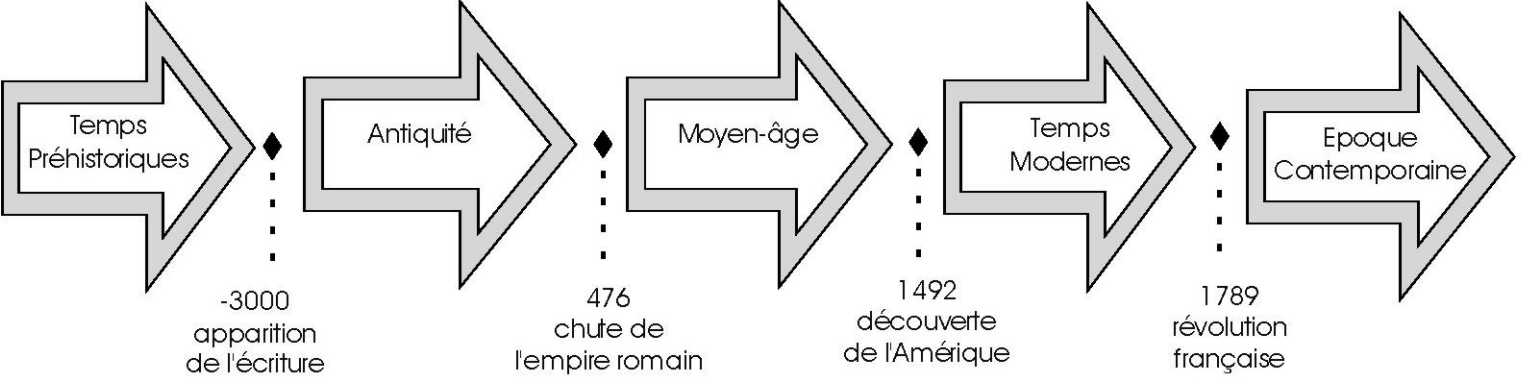 Temps
Préhistoriques
Antiquité
Moyen-âge
Temps
Modernes
Epoque
Contemporaine
-3000
apparition
de l'écriture
476
chute de
l'empire romain
1492
découverte
de l'Amérique
1789
révolution
française